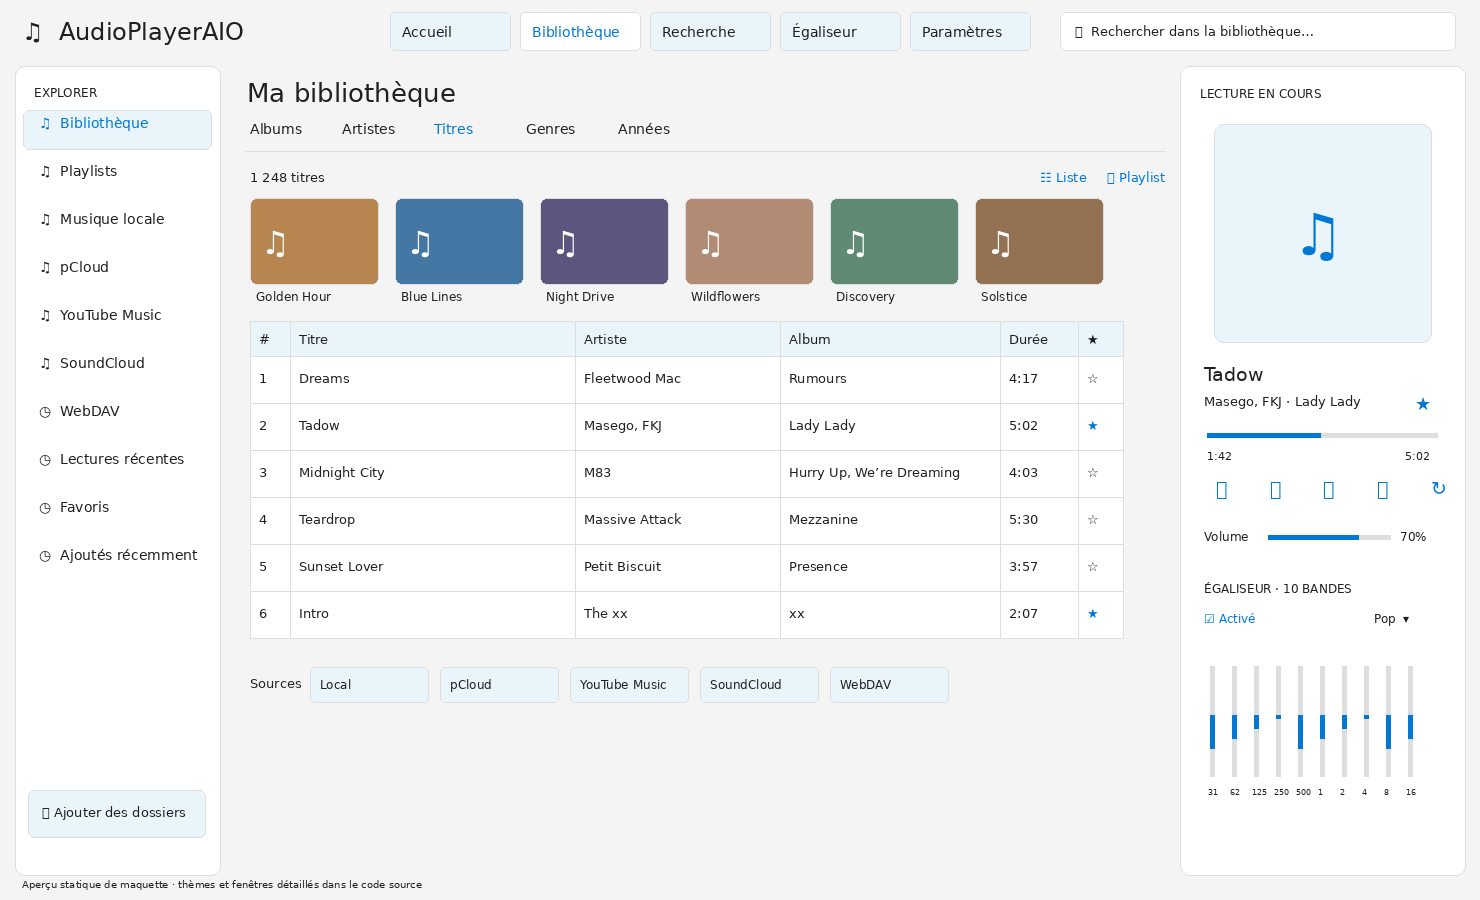 ♫ AudioPlayerAIO
Accueil
Bibliothèque
Recherche
Égaliseur
Paramètres
Rechercher dans la bibliothèque…
EXPLORER
♫ Bibliothèque
♫ Playlists
♫ Musique locale
♫ pCloud
♫ YouTube Music
♫ SoundCloud
◷ WebDAV
◷ Lectures récentes
◷ Favoris
◷ Ajoutés récemment
Ajouter des dossiers
Ma bibliothèque
Albums
Artistes
Titres
Genres
Années
1 248 titres
☷ Liste
Playlist
Golden Hour
Blue Lines
Night Drive
Wildflowers
Discovery
Solstice
# Titre Artiste Album Durée ★
1 Dreams Fleetwood Mac Rumours 4:17 ☆
2 Tadow Masego, FKJ Lady Lady 5:02 ★
3 Midnight City M83 Hurry Up, We’re Dreaming 4:03 ☆
4 Teardrop Massive Attack Mezzanine 5:30 ☆
5 Sunset Lover Petit Biscuit Presence 3:57 ☆
6 Intro The xx xx 2:07 ★
Sources
Local
pCloud
YouTube Music
SoundCloud
WebDAV
LECTURE EN COURS
Tadow
Masego, FKJ · Lady Lady ★
1:42 5:02
Volume 70%
ÉGALISEUR · 10 BANDES
☑ Activé
Pop ▾
31 62 125 250 500 1 2 4 8 16
Aperçu statique de maquette · thèmes et fenêtres détaillés dans le code source